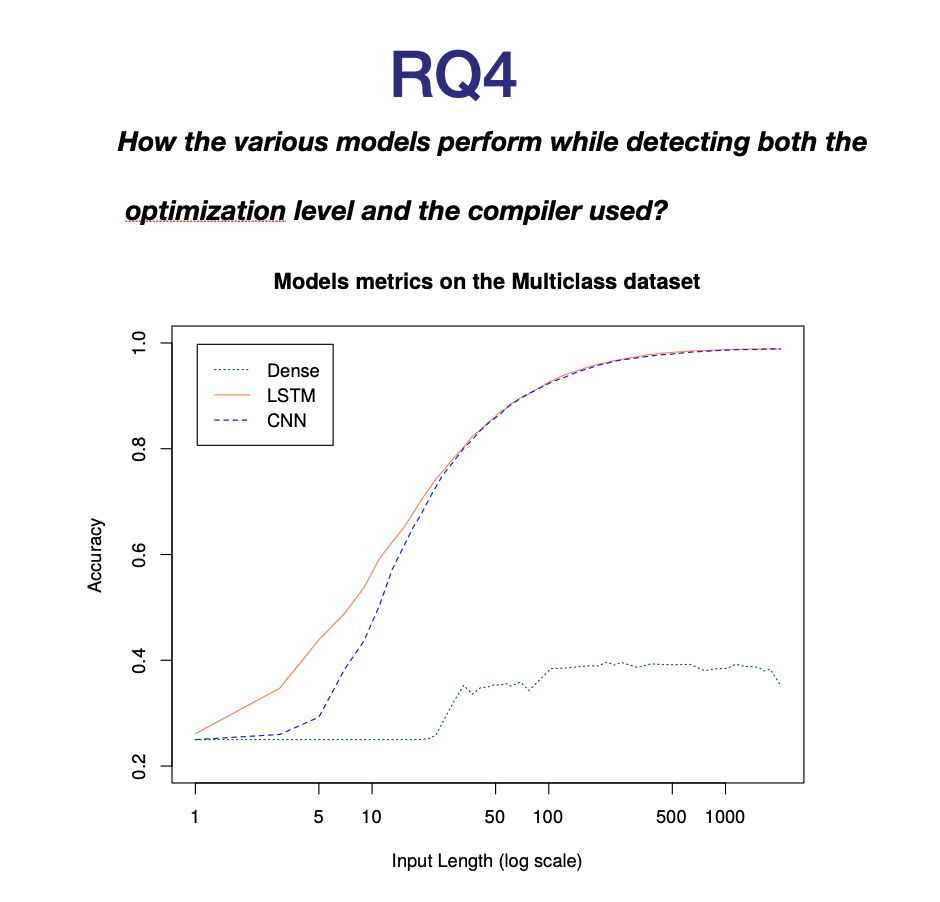 RQ4
How the various models perform while detecting both the
optimization level and the compiler used?
Models metrics on the Multiclass dataset
1.0
0.8
0.6
0.4
0.2
Accuracy
Dense
LSTM
CNN
1 5 10 50 100 500 1000
Input Length (log scale)